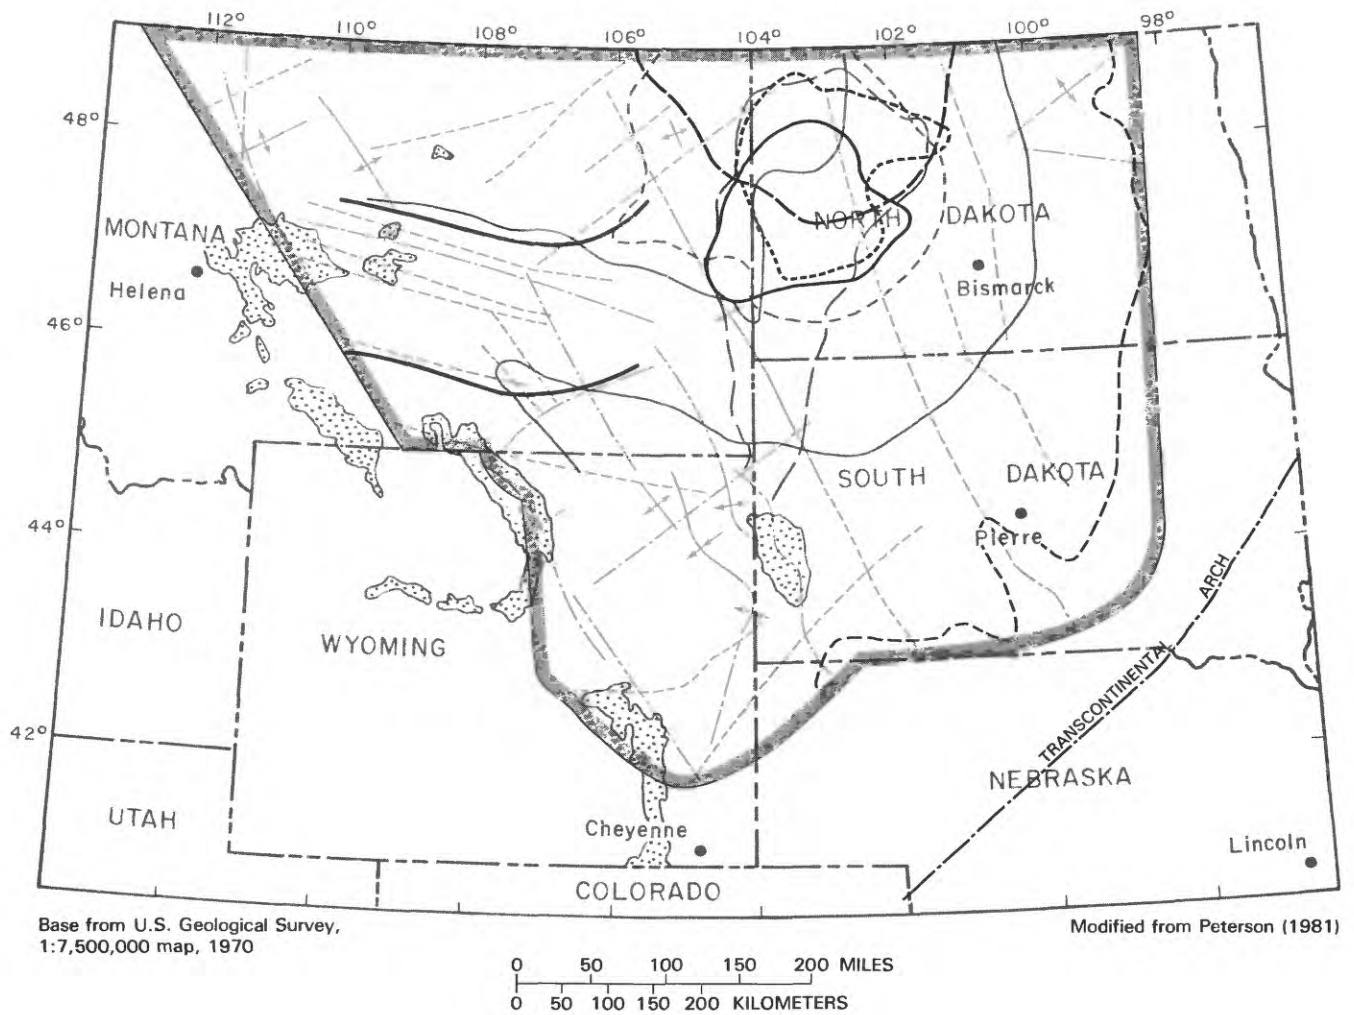 112° 110° 108° 106° 104° 102° 100° 98°
48°
MONTANA
NORTH DAKOTA
Helena
Bismarck
46°
SOUTH DAKOTA
44°
Pierre
IDAHO
WYOMING
TRANSCONTINENTAL ARCH
42°
NEBRASKA
UTAH
Cheyenne
Lincoln
COLORADO
Base from U.S. Geological Survey,
1:7,500,000 map, 1970
Modified from Peterson (1981)
0 50 100 150 200 MILES
0 50 100 150 200 KILOMETERS